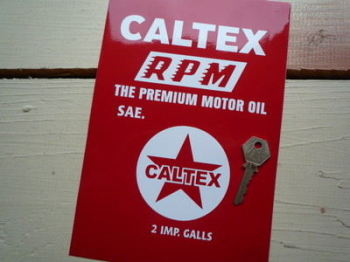 CALTEX
RPM
THE PREMIUM MOTOR OIL
SAE.
CALTEX
2 IMP. GALLS